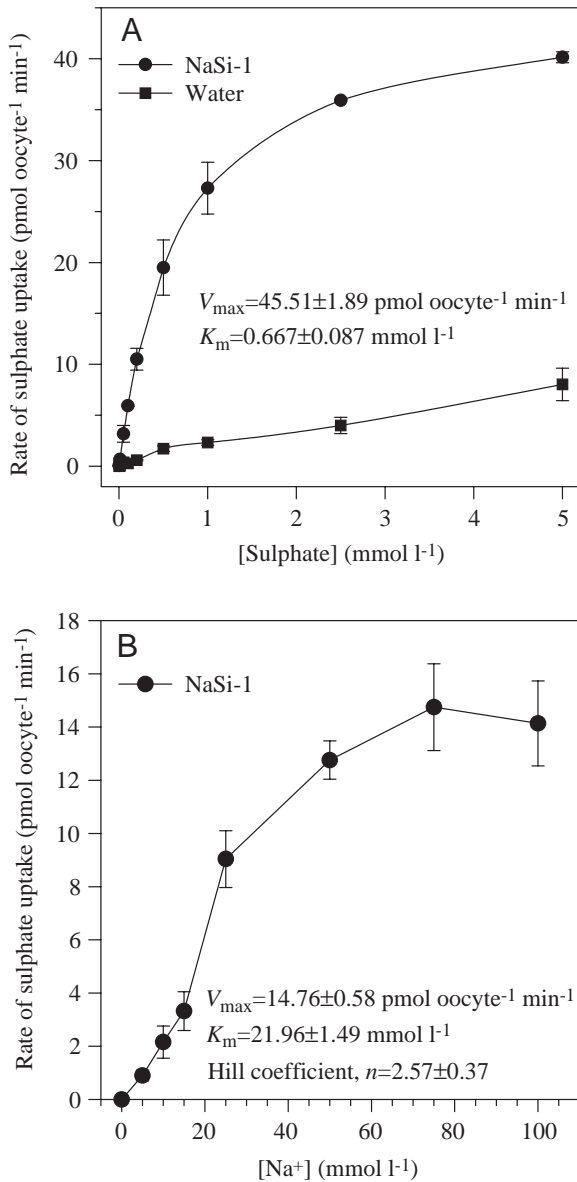 A
NaSi-1
Water
Rate of sulphate uptake (pmol oocyte⁻¹ min⁻¹)
40
30
20
10
0
V_max=45.51±1.89 pmol oocyte⁻¹ min⁻¹
K_m=0.667±0.087 mmol l⁻¹
0 1 2 3 4 5
[Sulphate] (mmol l⁻¹)
B
NaSi-1
Rate of sulphate uptake (pmol oocyte⁻¹ min⁻¹)
18
16
14
12
10
8
6
4
2
0
V_max=14.76±0.58 pmol oocyte⁻¹ min⁻¹
K_m=21.96±1.49 mmol l⁻¹
Hill coefficient, n=2.57±0.37
0 20 40 60 80 100
[Na⁺] (mmol l⁻¹)